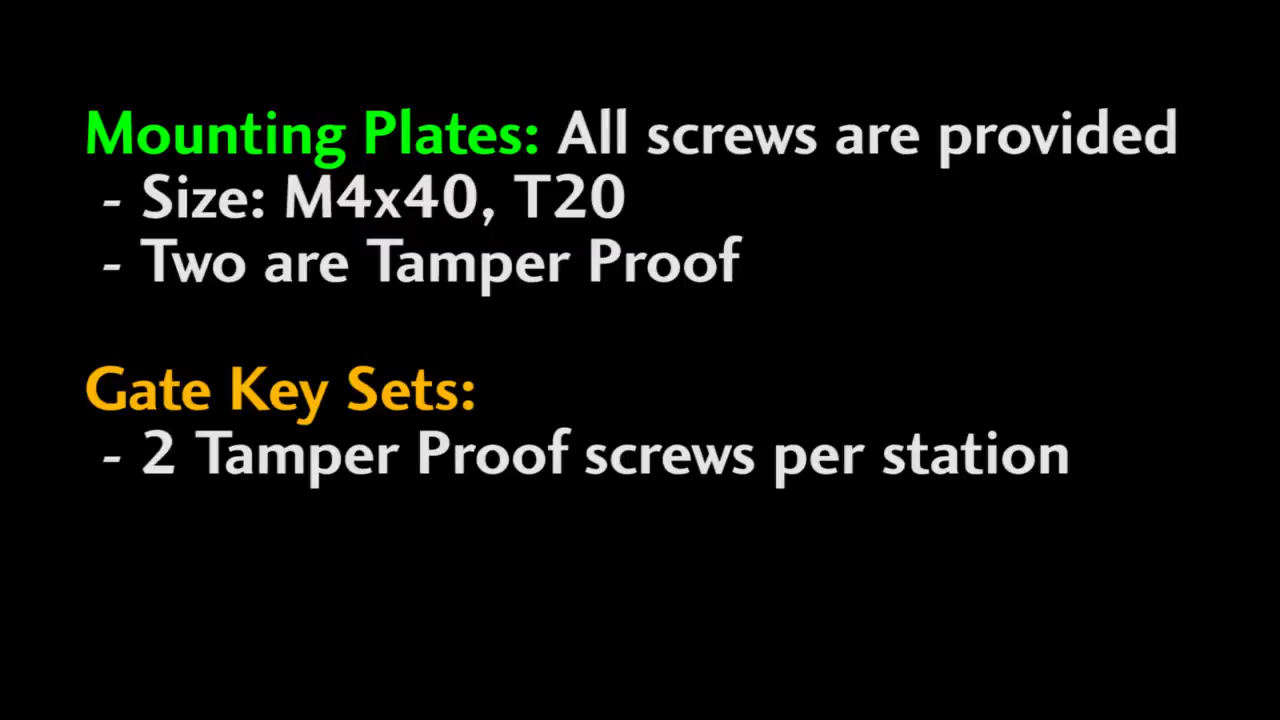 Mounting Plates: All screws are provided
- Size: M4x40, T20
- Two are Tamper Proof
Gate Key Sets:
- 2 Tamper Proof screws per station